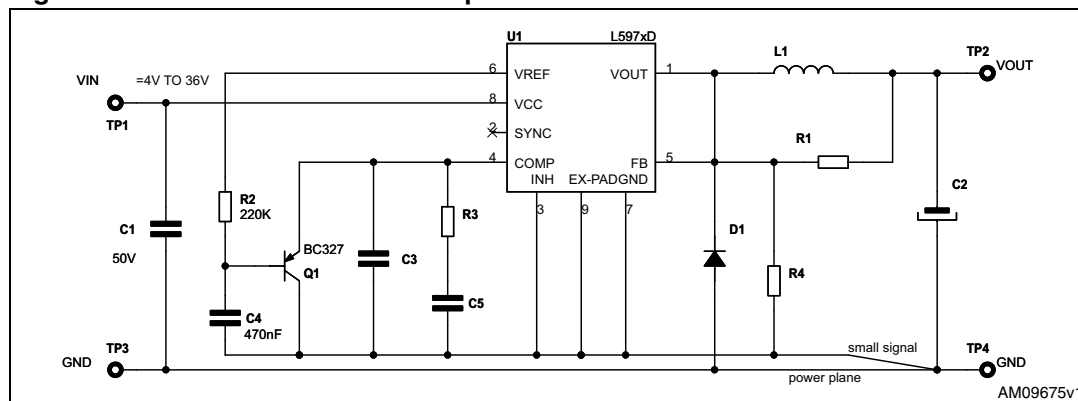 U1
L597xD
L1
TP2
VOUT
VIN
=4V TO 36V
TP1
6
VREF
VOUT
1
8
VCC
2
SYNC
4
COMP
FB
5
INH
EX-PAD
GND
3
9
7
R1
C2
R2
220K
R3
C1
50V
BC327
Q1
C3
D1
R4
C4
470nF
C5
small signal
TP3
GND
TP4
GND
power plane
AM09675v1